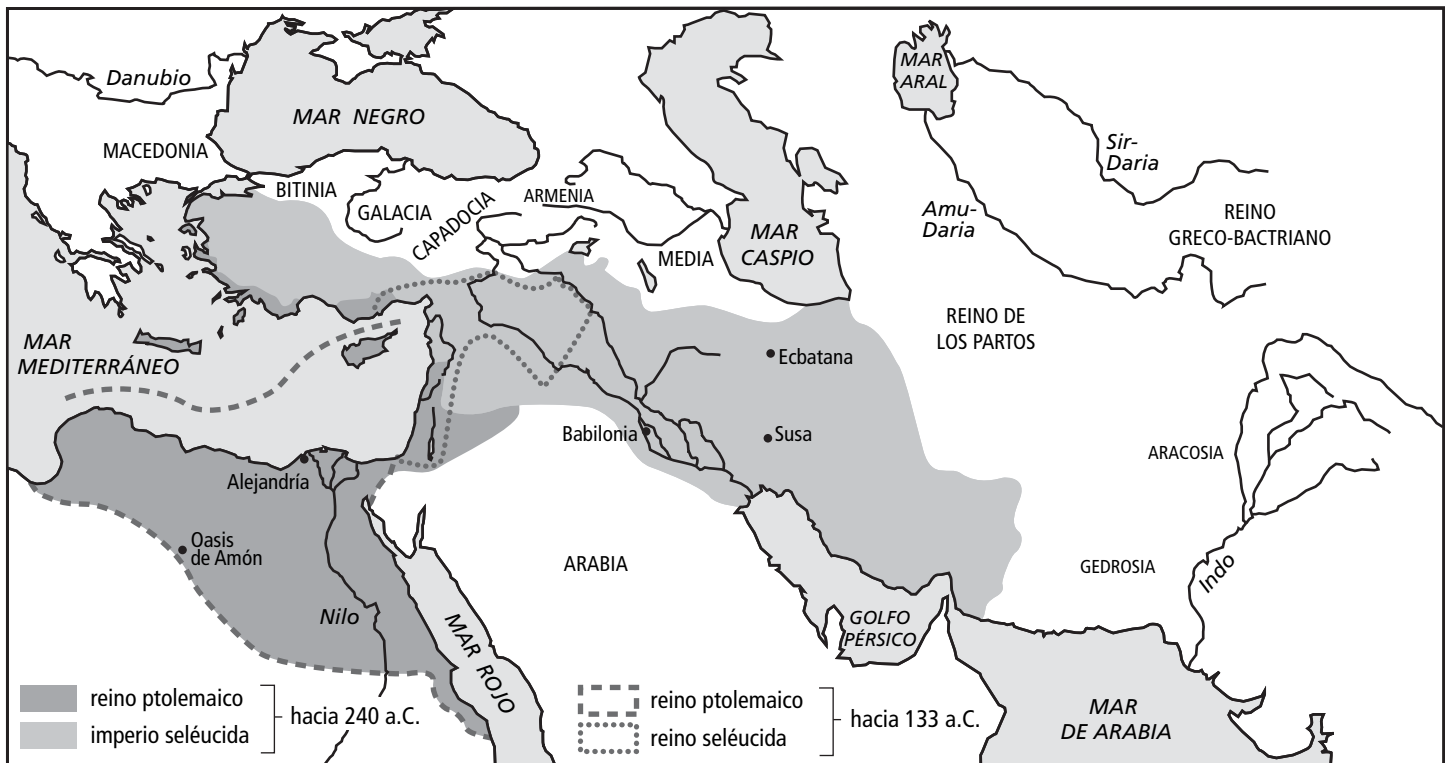 Danubio
MAR NEGRO
MAR
ARAL
MACEDONIA
Sir-
Daria
BITINIA
GALACIA
CAPADOCIA
ARMENIA
Amu-
Daria
REINO
GRECO-BACTRIANO
MEDIA
MAR
CASPIO
REINO DE
LOS PARTOS
MAR
MEDITERRÁNEO
Ecbatana
Babilonia
Susa
ARACOSIA
Alejandría
Oasis
de Amón
ARABIA
GEDROSIA
Indo
Nilo
MAR ROJO
GOLFO
PÉRSICO
MAR
DE ARABIA
reino ptolemaico
imperio seléucida
hacia 240 a.C.
reino ptolemaico
reino seléucida
hacia 133 a.C.